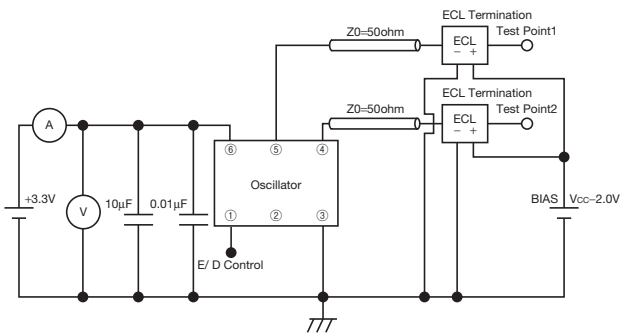 ECL Termination
Z0=50ohm
ECL
Test Point1
− +
ECL Termination
Z0=50ohm
ECL
Test Point2
− +
A
⑥ ⑤ ④
Oscillator
+3.3V
V
10μF
0.01μF
① ② ③
BIAS
Vcc−2.0V
E/ D Control